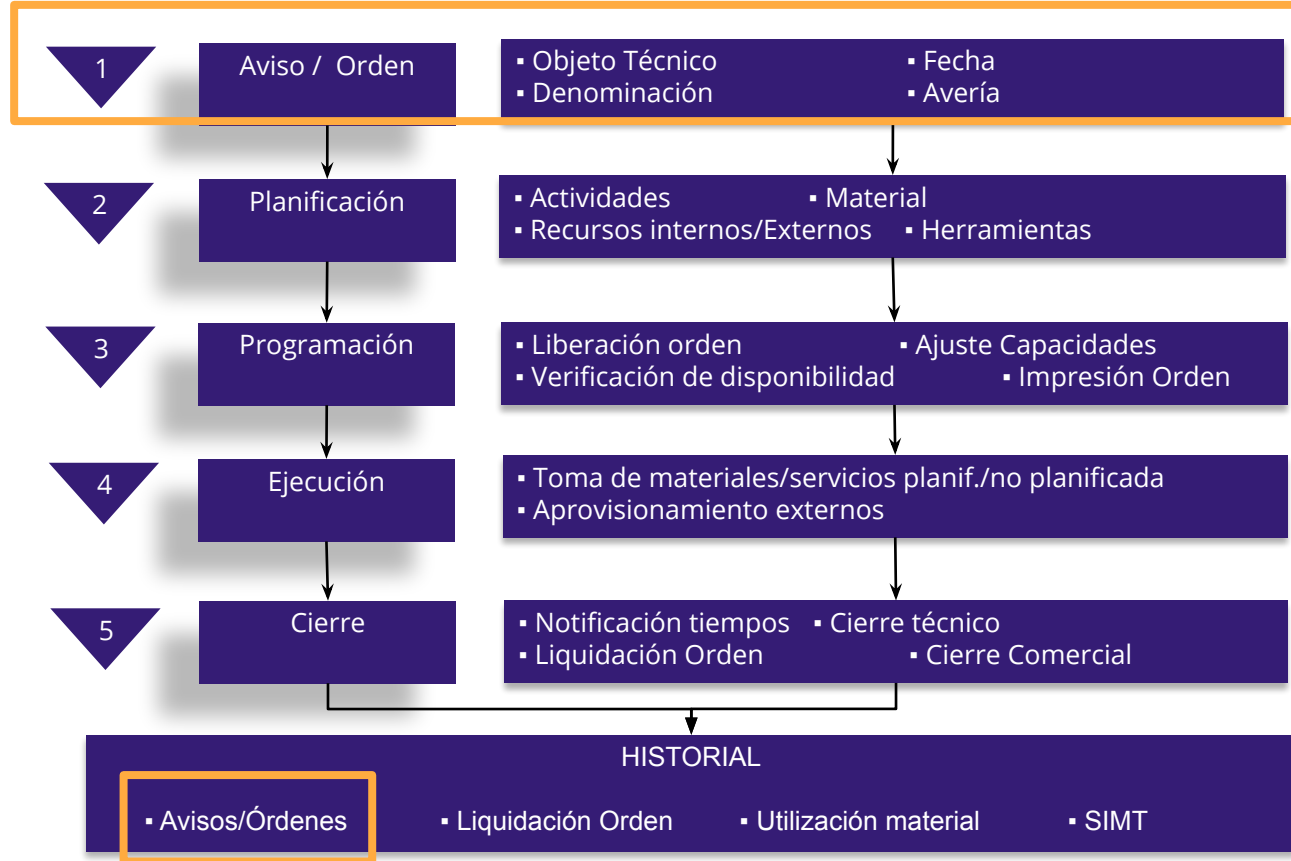 1
Aviso / Orden
▪ Objeto Técnico ▪ Fecha
▪ Denominación ▪ Avería
2
Planificación
▪ Actividades ▪ Material
▪ Recursos internos/Externos ▪ Herramientas
3
Programación
▪ Liberación orden ▪ Ajuste Capacidades
▪ Verificación de disponibilidad ▪ Impresión Orden
4
Ejecución
▪ Toma de materiales/servicios planif./no planificada
▪ Aprovisionamiento externos
5
Cierre
▪ Notificación tiempos ▪ Cierre técnico
▪ Liquidación Orden ▪ Cierre Comercial
HISTORIAL
▪ Avisos/Órdenes ▪ Liquidación Orden ▪ Utilización material ▪ SIMT